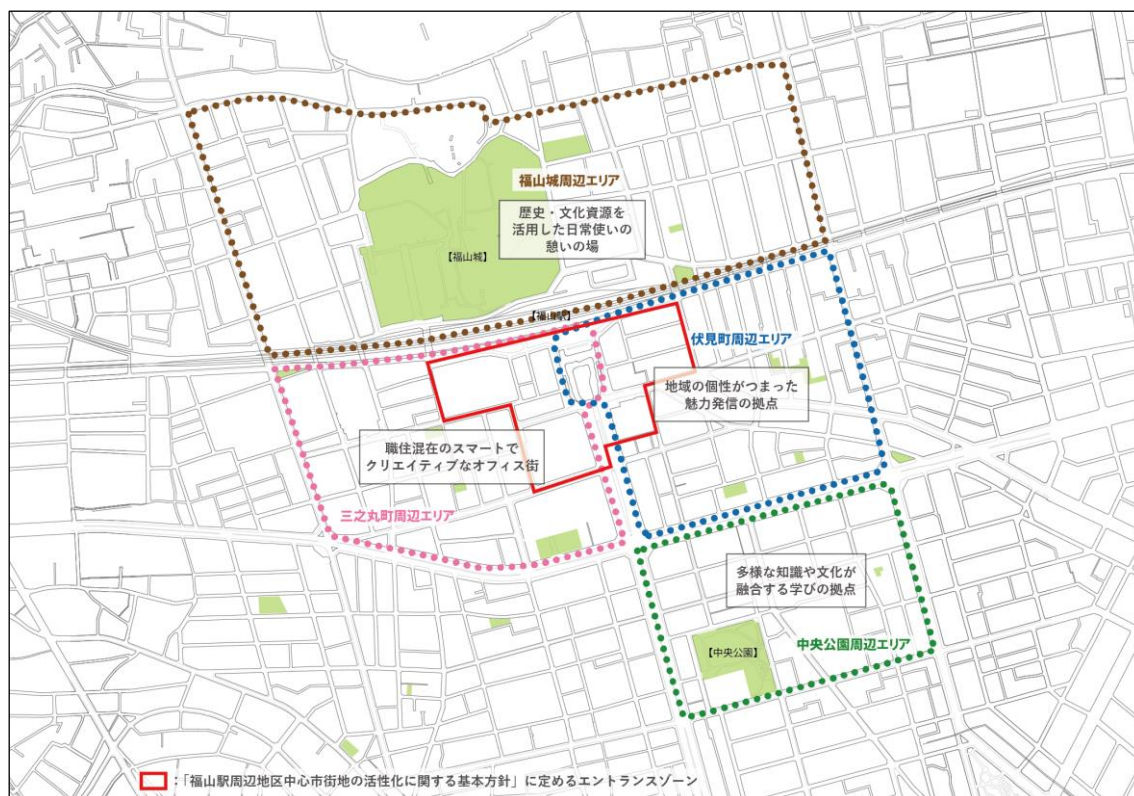 福山城周辺エリア
歴史・文化資源を
活用した日常使いの
憩いの場
【福山城】
【福山駅】
伏見町周辺エリア
地域の個性がつまった
魅力発信の拠点
職住混在のスマートで
クリエイティブなオフィス街
三之丸町周辺エリア
多様な知識や文化が
融合する学びの拠点
中央公園周辺エリア
【中央公園】
：「福山駅周辺地区中心市街地の活性化に関する基本方針」に定めるエントランスゾーン